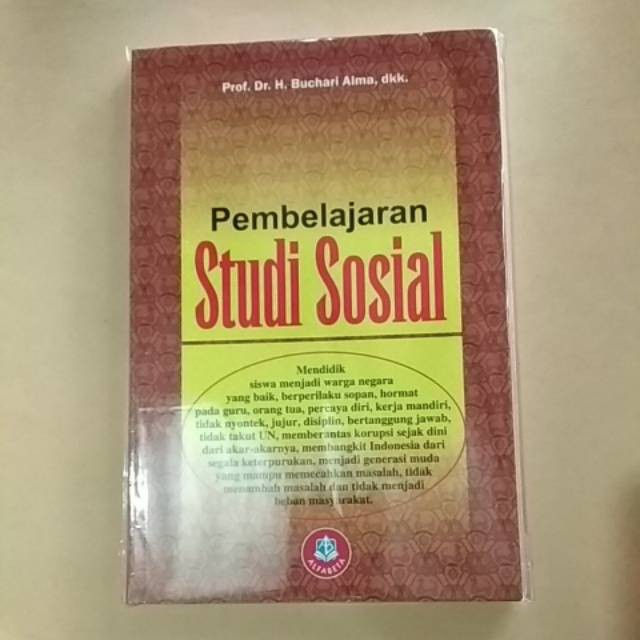 Prof. Dr. H. Buchari Alma, dkk.
Pembelajaran
Studi Sosial
Mendidik
siswa menjadi warga negara
yang baik, berperilaku sopan, hormat
pada guru, orang tua, percaya diri, kerja mandiri,
tidak nyontek, jujur, disiplin, bertanggung jawab,
tidak takut UN, memberantas korupsi sejak dini
dari akar-akarnya, membangkit Indonesia dari
segala keterpurukan, menjadi generasi muda
yang mampu memecahkan masalah, tidak
menambah masalah dan tidak menjadi
beban masyarakat.
ALFABETA